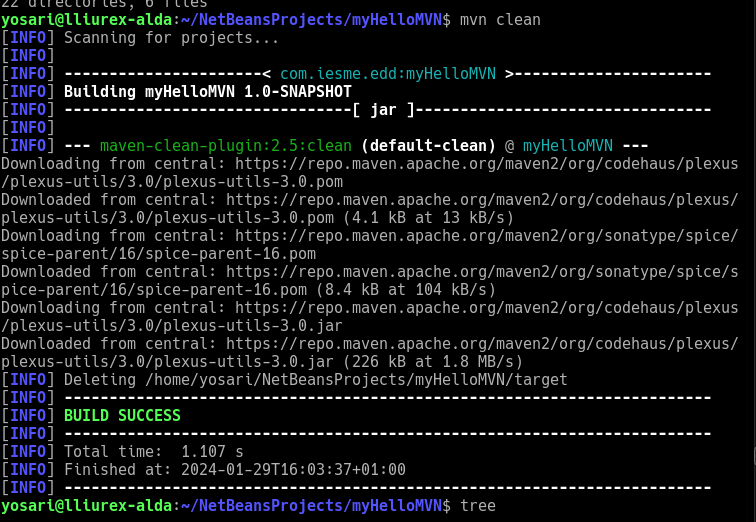 22 directories, 6 files
yosari@lliurex-alda:~/NetBeansProjects/myHelloMVN$ mvn clean
[INFO] Scanning for projects...
[INFO]
[INFO] ----------------------< com.iesme.edd:myHelloMVN >----------------------
[INFO] Building myHelloMVN 1.0-SNAPSHOT
[INFO] --------------------------------[ jar ]---------------------------------
[INFO]
[INFO] --- maven-clean-plugin:2.5:clean (default-clean) @ myHelloMVN ---
Downloading from central: https://repo.maven.apache.org/maven2/org/codehaus/plexus
/plexus-utils/3.0/plexus-utils-3.0.pom
Downloaded from central: https://repo.maven.apache.org/maven2/org/codehaus/plexus/
plexus-utils/3.0/plexus-utils-3.0.pom (4.1 kB at 13 kB/s)
Downloading from central: https://repo.maven.apache.org/maven2/org/sonatype/spice/
spice-parent/16/spice-parent-16.pom
Downloaded from central: https://repo.maven.apache.org/maven2/org/sonatype/spice/s
pice-parent/16/spice-parent-16.pom (8.4 kB at 104 kB/s)
Downloading from central: https://repo.maven.apache.org/maven2/org/codehaus/plexus
/plexus-utils/3.0/plexus-utils-3.0.jar
Downloaded from central: https://repo.maven.apache.org/maven2/org/codehaus/plexus/
plexus-utils/3.0/plexus-utils-3.0.jar (226 kB at 1.8 MB/s)
[INFO] Deleting /home/yosari/NetBeansProjects/myHelloMVN/target
[INFO] ------------------------------------------------------------------------
[INFO] BUILD SUCCESS
[INFO] ------------------------------------------------------------------------
[INFO] Total time:  1.107 s
[INFO] Finished at: 2024-01-29T16:03:37+01:00
[INFO] ------------------------------------------------------------------------
yosari@lliurex-alda:~/NetBeansProjects/myHelloMVN$ tree